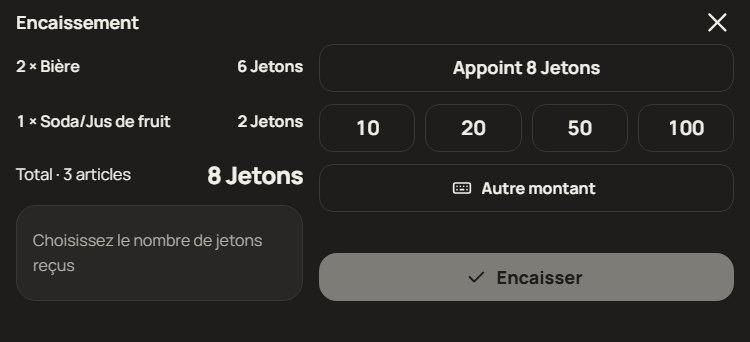 Encaissement
2 × Bière 6 Jetons
1 × Soda/Jus de fruit 2 Jetons
Total · 3 articles 8 Jetons
Choisissez le nombre de jetons
reçus
Appoint 8 Jetons
10 20 50 100
Autre montant
Encaisser